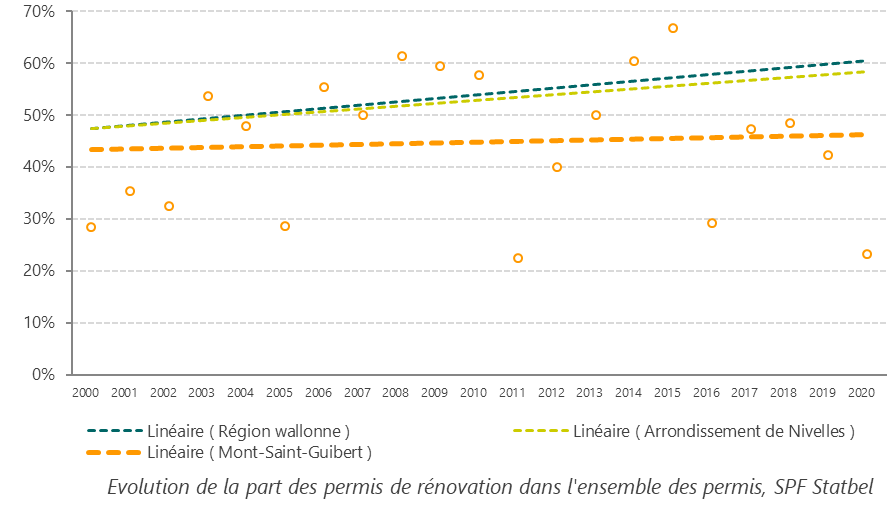 70%
60%
50%
40%
30%
20%
10%
0%
2000 2001 2002 2003 2004 2005 2006 2007 2008 2009 2010 2011 2012 2013 2014 2015 2016 2017 2018 2019 2020
Linéaire ( Région wallonne ) Linéaire ( Arrondissement de Nivelles )
Linéaire ( Mont-Saint-Guibert )
Evolution de la part des permis de rénovation dans l'ensemble des permis, SPF Statbel